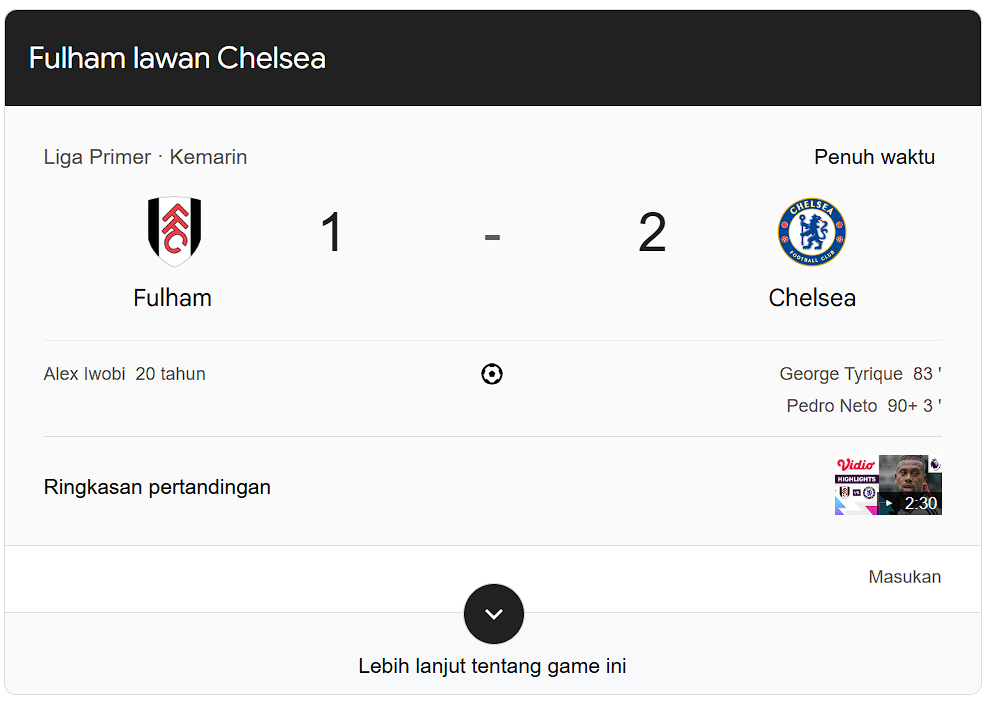 Fulham lawan Chelsea
Liga Primer · Kemarin
Penuh waktu
1 - 2
CHELSEA
FOOTBALL CLUB
Fulham
Chelsea
Alex Iwobi 20 tahun
George Tyrique 83 '
Pedro Neto 90+ 3 '
Ringkasan pertandingan
Vidio
HIGHLIGHTS
VS
2:30
Masukan
Lebih lanjut tentang game ini